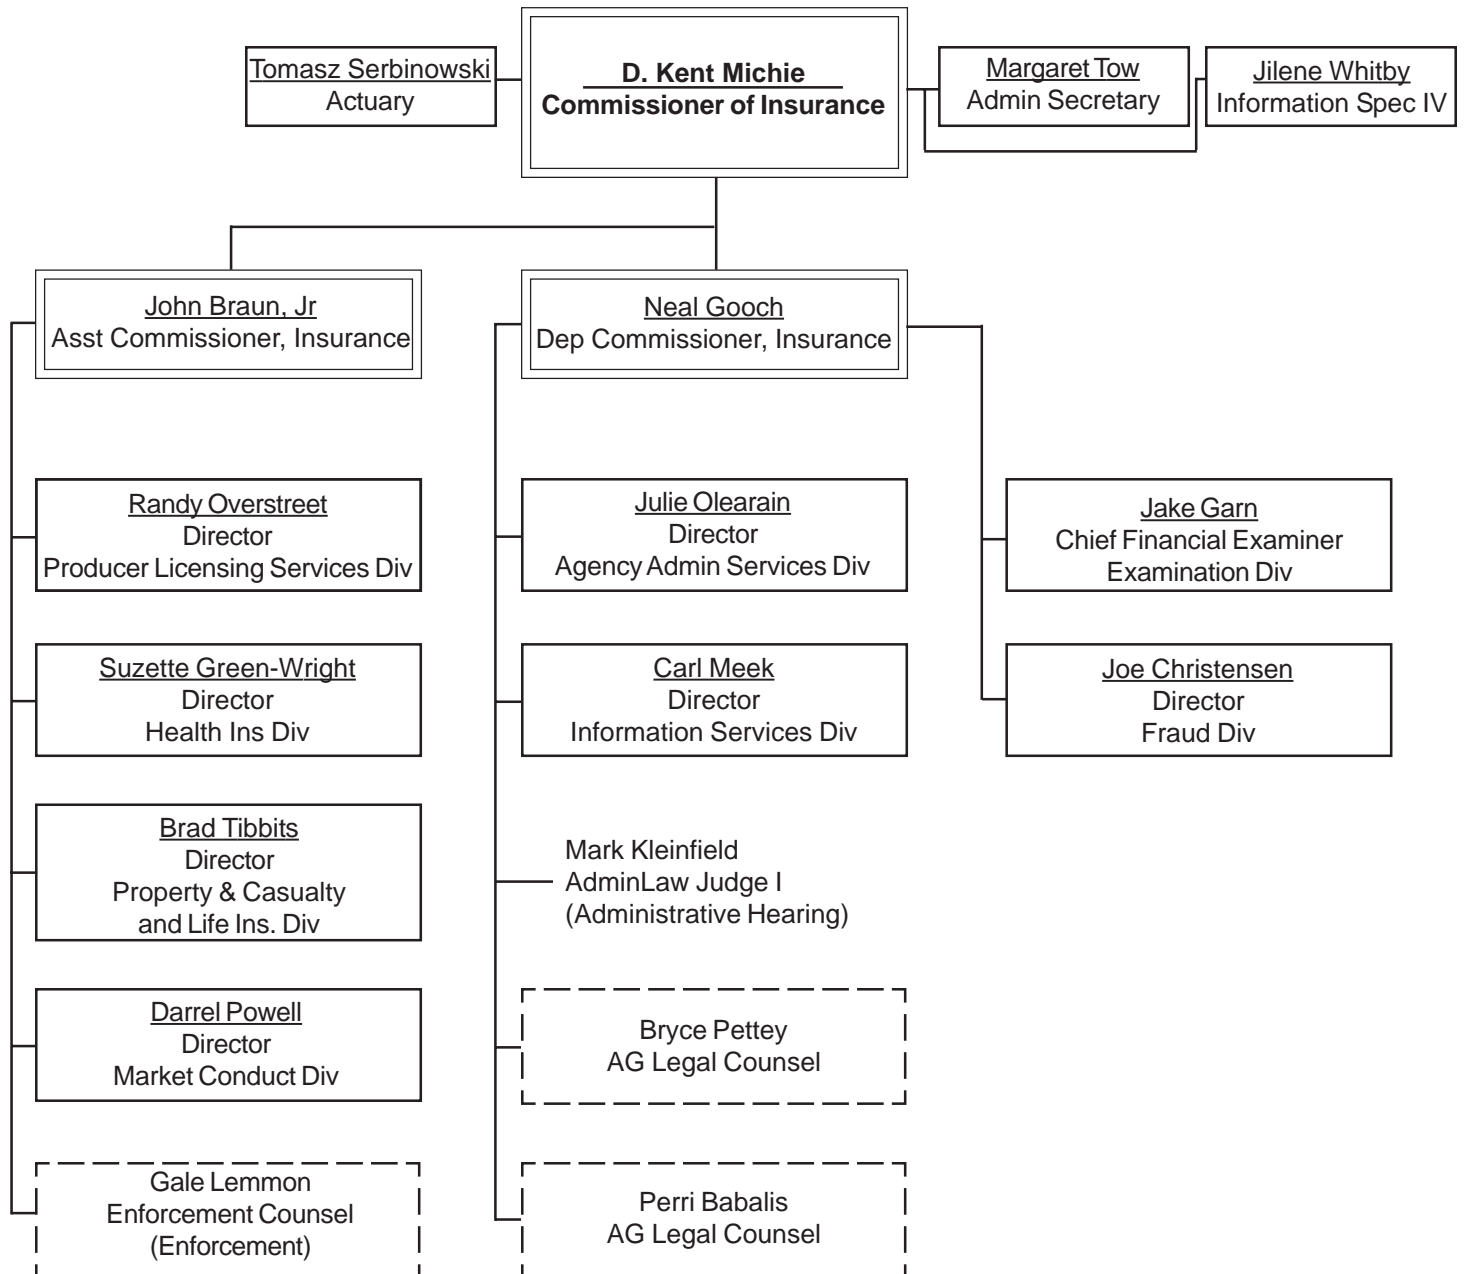 Tomasz Serbinowski
Actuary
D. Kent Michie
Commissioner of Insurance
Margaret Tow
Admin Secretary
Jilene Whitby
Information Spec IV
John Braun, Jr
Asst Commissioner, Insurance
Neal Gooch
Dep Commissioner, Insurance
Randy Overstreet
Director
Producer Licensing Services Div
Julie Olearain
Director
Agency Admin Services Div
Jake Garn
Chief Financial Examiner
Examination Div
Suzette Green-Wright
Director
Health Ins Div
Carl Meek
Director
Information Services Div
Joe Christensen
Director
Fraud Div
Brad Tibbits
Director
Property & Casualty
and Life Ins. Div
Mark Kleinfield
AdminLaw Judge I
(Administrative Hearing)
Darrel Powell
Director
Market Conduct Div
Bryce Pettey
AG Legal Counsel
Gale Lemmon
Enforcement Counsel
(Enforcement)
Perri Babalis
AG Legal Counsel